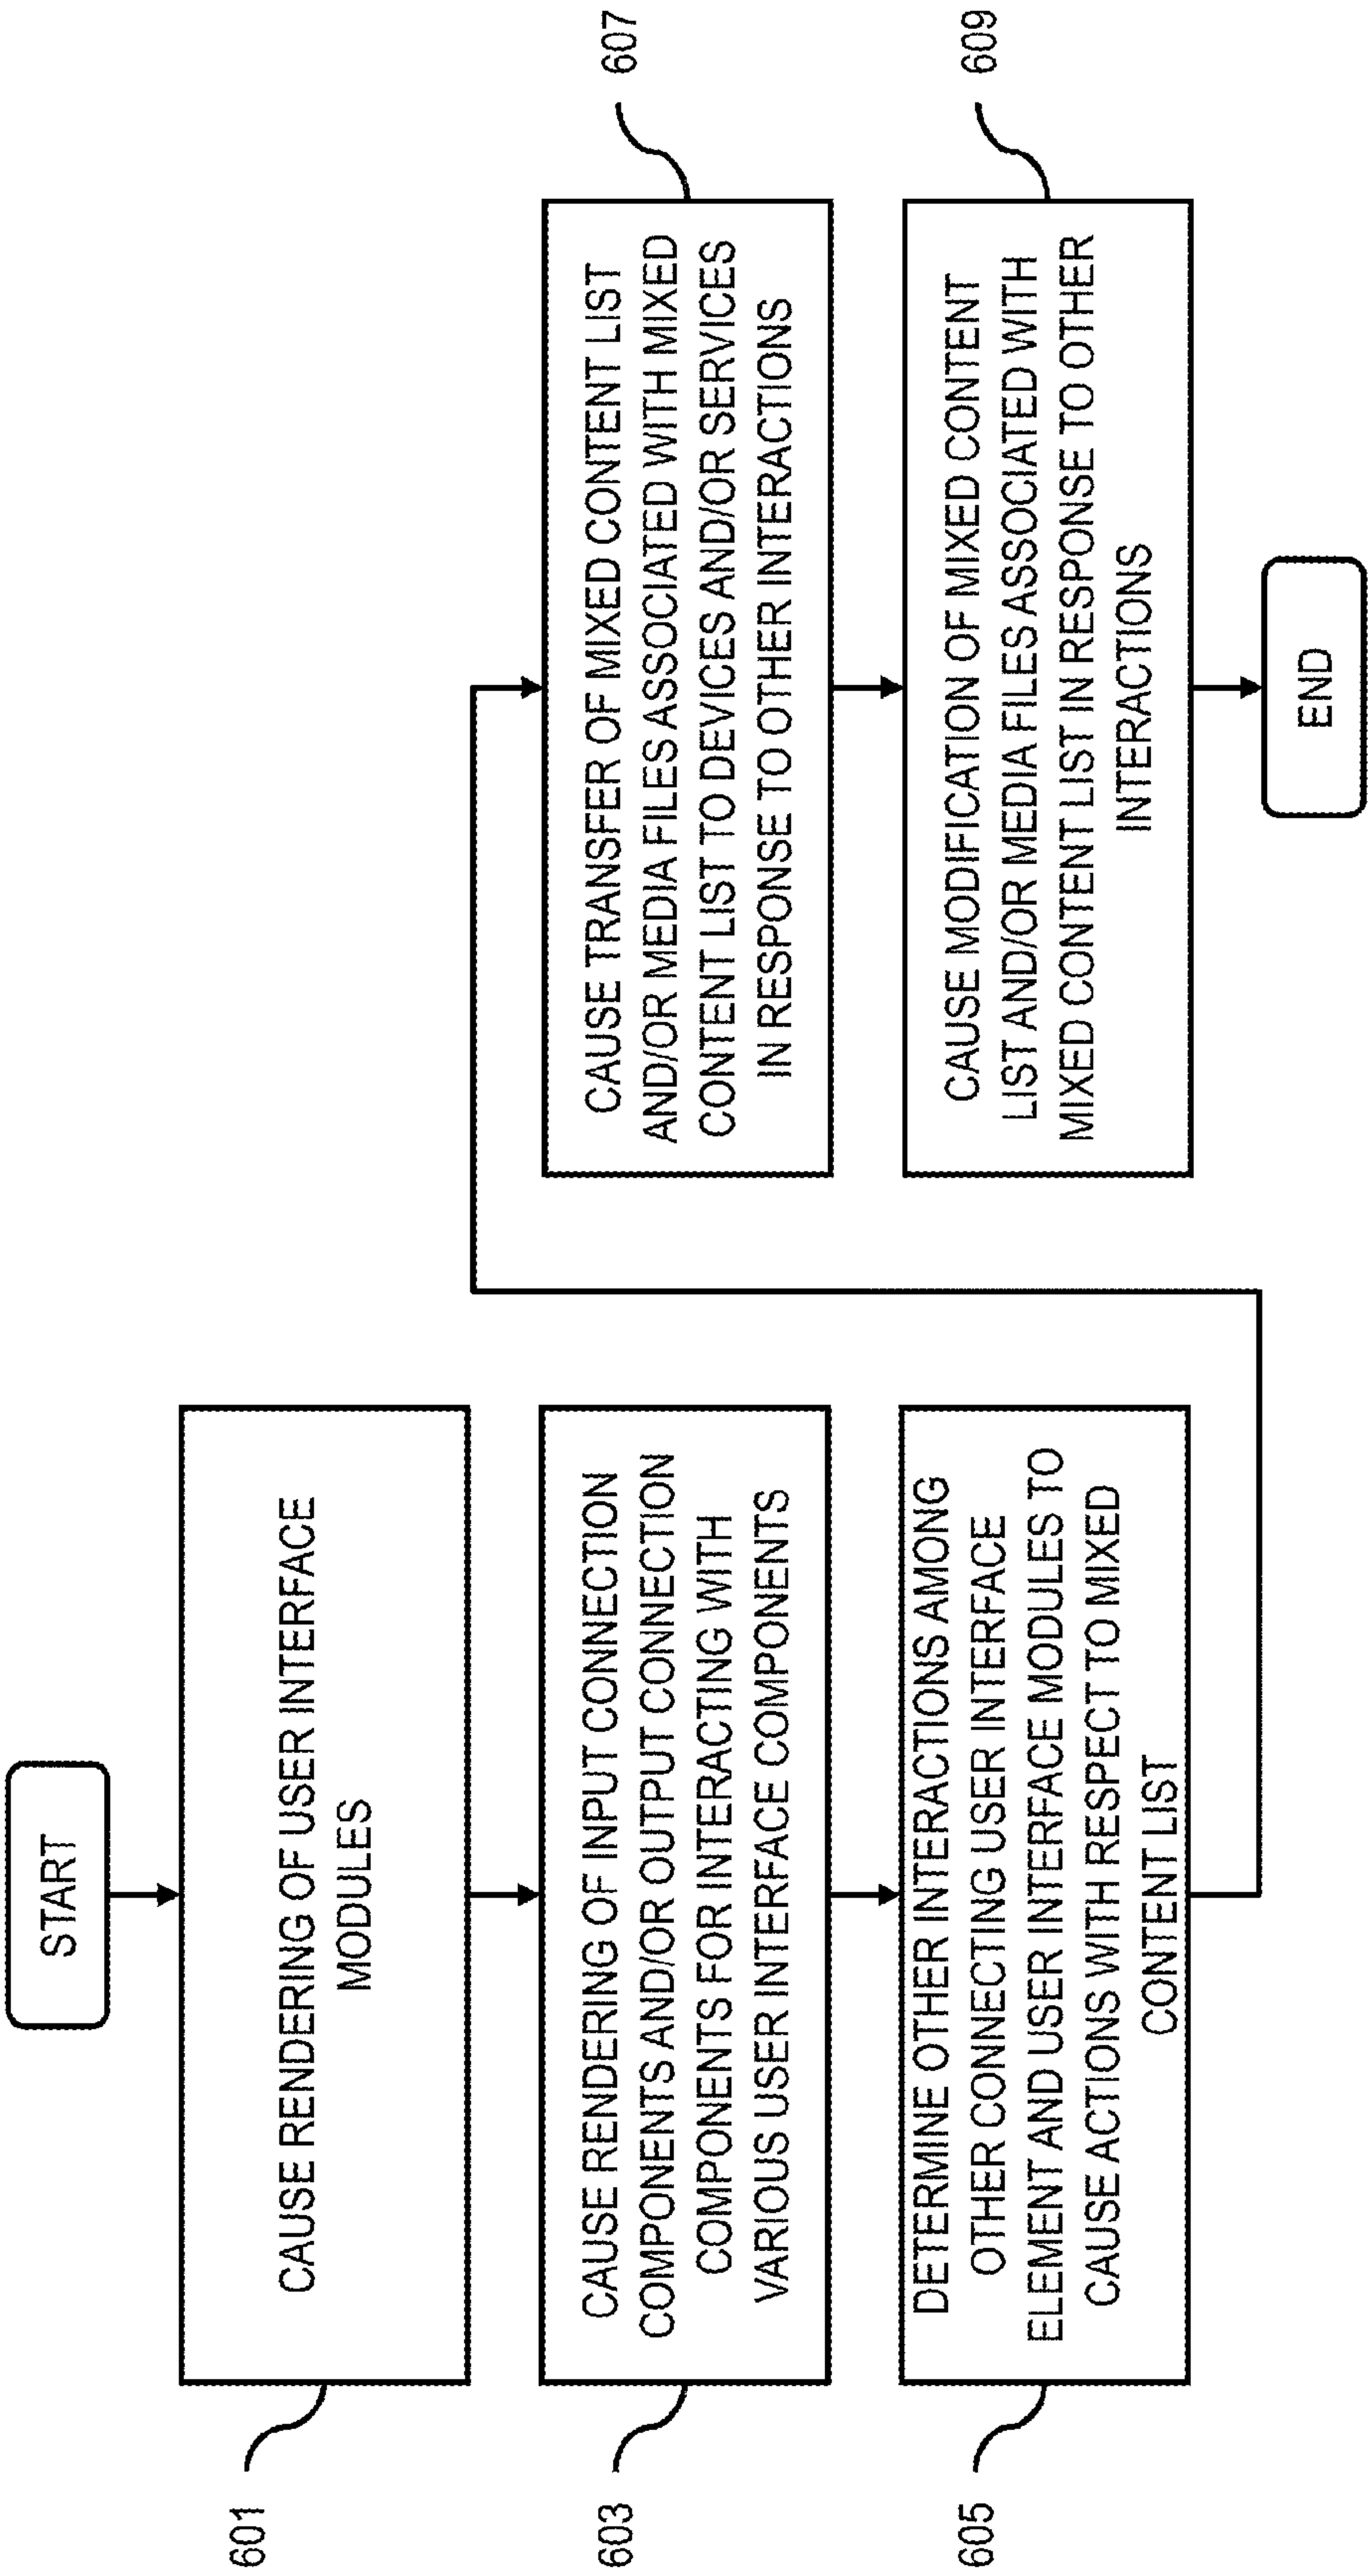 START
601
CAUSE RENDERING OF USER INTERFACE
MODULES
603
CAUSE RENDERING OF INPUT CONNECTION
COMPONENTS AND/OR OUTPUT CONNECTION
COMPONENTS FOR INTERACTING WITH
VARIOUS USER INTERFACE COMPONENTS
605
DETERMINE OTHER INTERACTIONS AMONG
OTHER CONNECTING USER INTERFACE
ELEMENT AND USER INTERFACE MODULES TO
CAUSE ACTIONS WITH RESPECT TO MIXED
CONTENT LIST
607
CAUSE TRANSFER OF MIXED CONTENT LIST
AND/OR MEDIA FILES ASSOCIATED WITH MIXED
CONTENT LIST TO DEVICES AND/OR SERVICES
IN RESPONSE TO OTHER INTERACTIONS
609
CAUSE MODIFICATION OF MIXED CONTENT
LIST AND/OR MEDIA FILES ASSOCIATED WITH
MIXED CONTENT LIST IN RESPONSE TO OTHER
INTERACTIONS
END